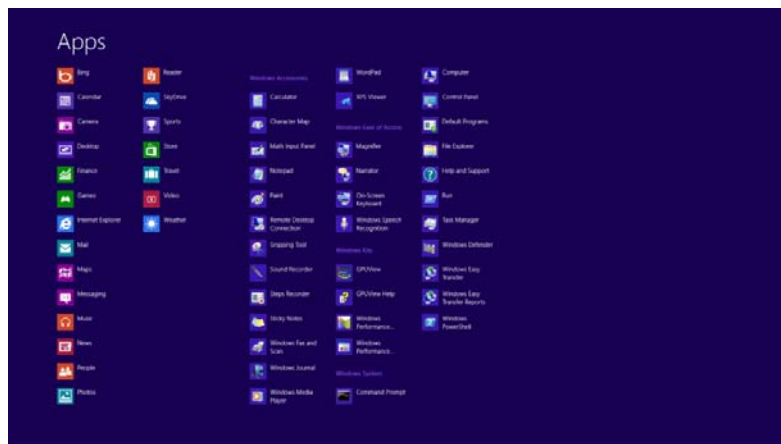 Apps
Bing
Calendar
Camera
Desktop
Finance
Games
Internet Explorer
Mail
Maps
Messaging
Music
News
People
Photos
Reader
SkyDrive
Sports
Store
Travel
Video
Weather
Windows Accessories
Calculator
Character Map
Math Input Panel
Notepad
Paint
Remote Desktop
Connection
Snipping Tool
Sound Recorder
Steps Recorder
Sticky Notes
Windows Fax and
Scan
Windows Journal
Windows Media
Player
WordPad
XPS Viewer
Windows Ease of Access
Magnifier
Narrator
On-Screen
Keyboard
Windows Speech
Recognition
Windows Kits
GPUView
GPUView Help
Windows
Performance...
Windows
Performance...
Windows System
Command Prompt
Computer
Control Panel
Default Programs
File Explorer
Help and Support
Run
Task Manager
Windows Defender
Windows Easy
Transfer
Windows Easy
Transfer Reports
Windows
PowerShell